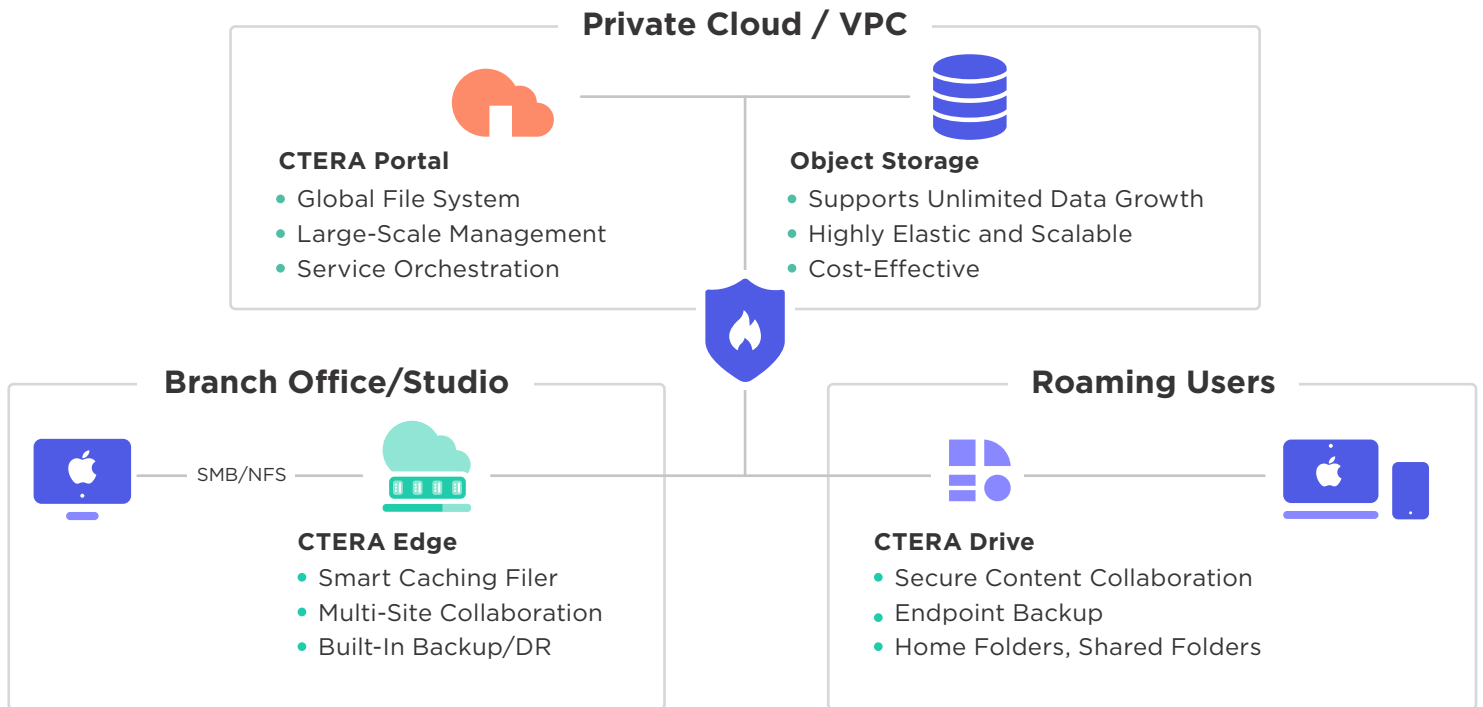 Private Cloud / VPC
CTERA Portal
• Global File System
• Large-Scale Management
• Service Orchestration
Object Storage
• Supports Unlimited Data Growth
• Highly Elastic and Scalable
• Cost-Effective
Branch Office/Studio
SMB/NFS
CTERA Edge
• Smart Caching Filer
• Multi-Site Collaboration
• Built-In Backup/DR
Roaming Users
CTERA Drive
• Secure Content Collaboration
• Endpoint Backup
• Home Folders, Shared Folders